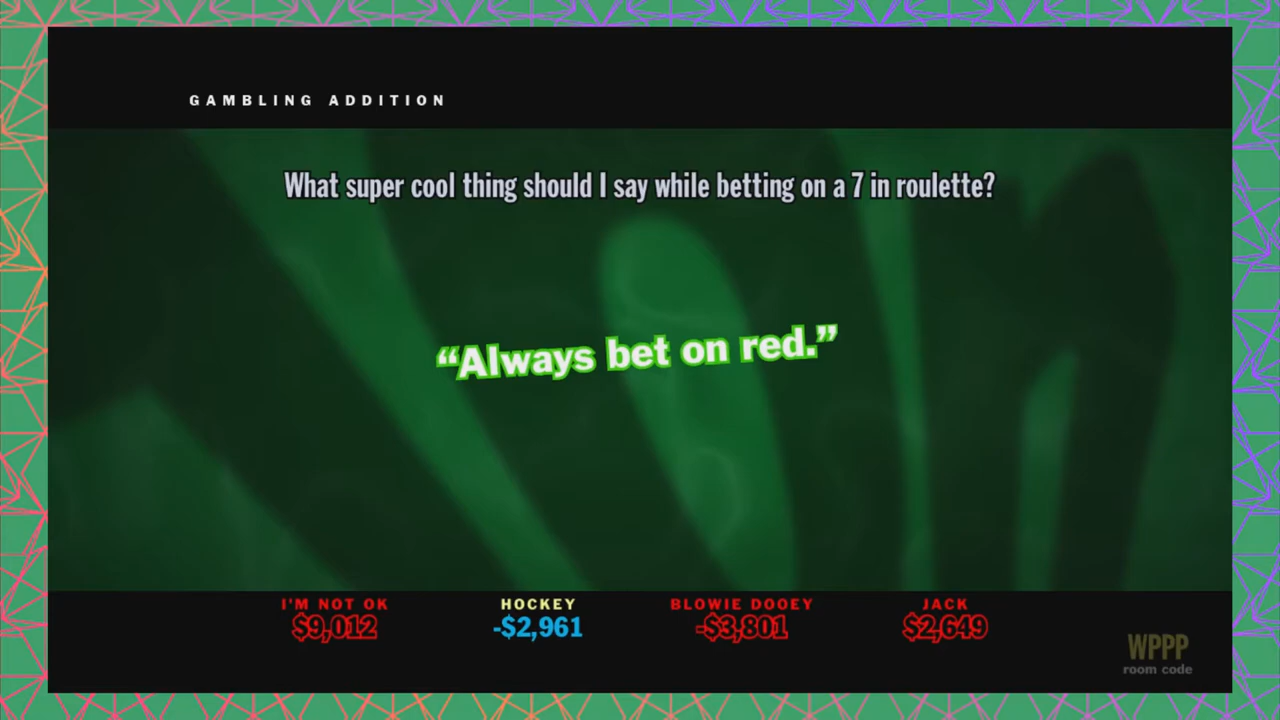 GAMBLING ADDITION
What super cool thing should I say while betting on a 7 in roulette?
“Always bet on red.”
I'M NOT OK HOCKEY BLOWIE DOOEY JACK
$9,012 -$2,961 -$3,801 $2,649
WPPP
room code